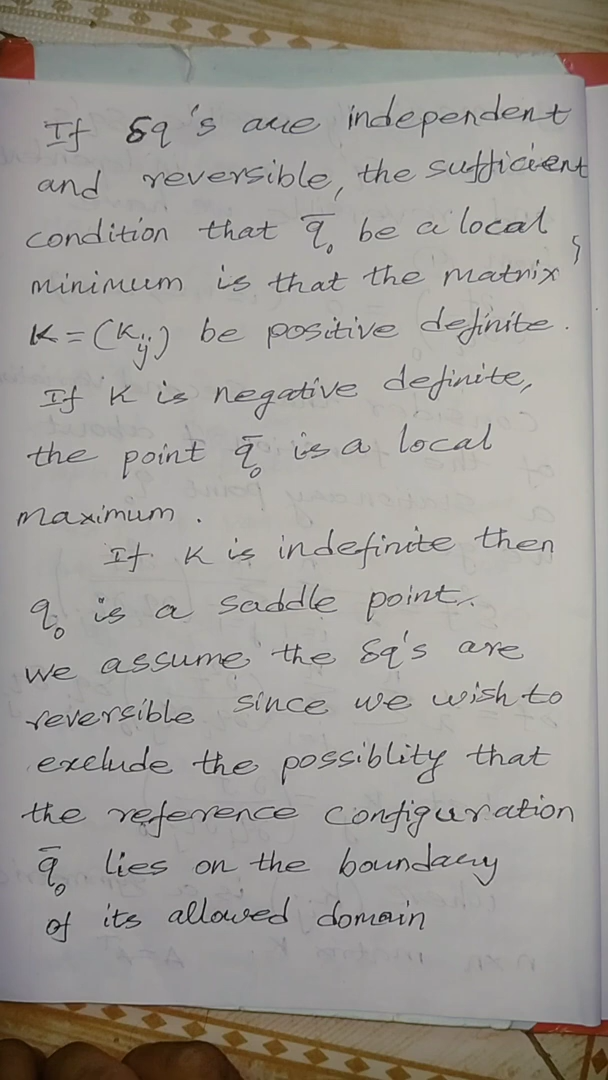 If δq's are independent
and reversible, the sufficient
condition that q̄₀ be a local
minimum is that the matrix
K = (Kᵢⱼ) be positive definite.
If K is negative definite,
the point q̄₀ is a local
maximum.
If K is indefinite then
q₀ is a saddle point.
we assume the δq's are
reversible since we wish to
exclude the possiblity that
the reference configuration
q̄₀ lies on the boundary
of its allowed domain